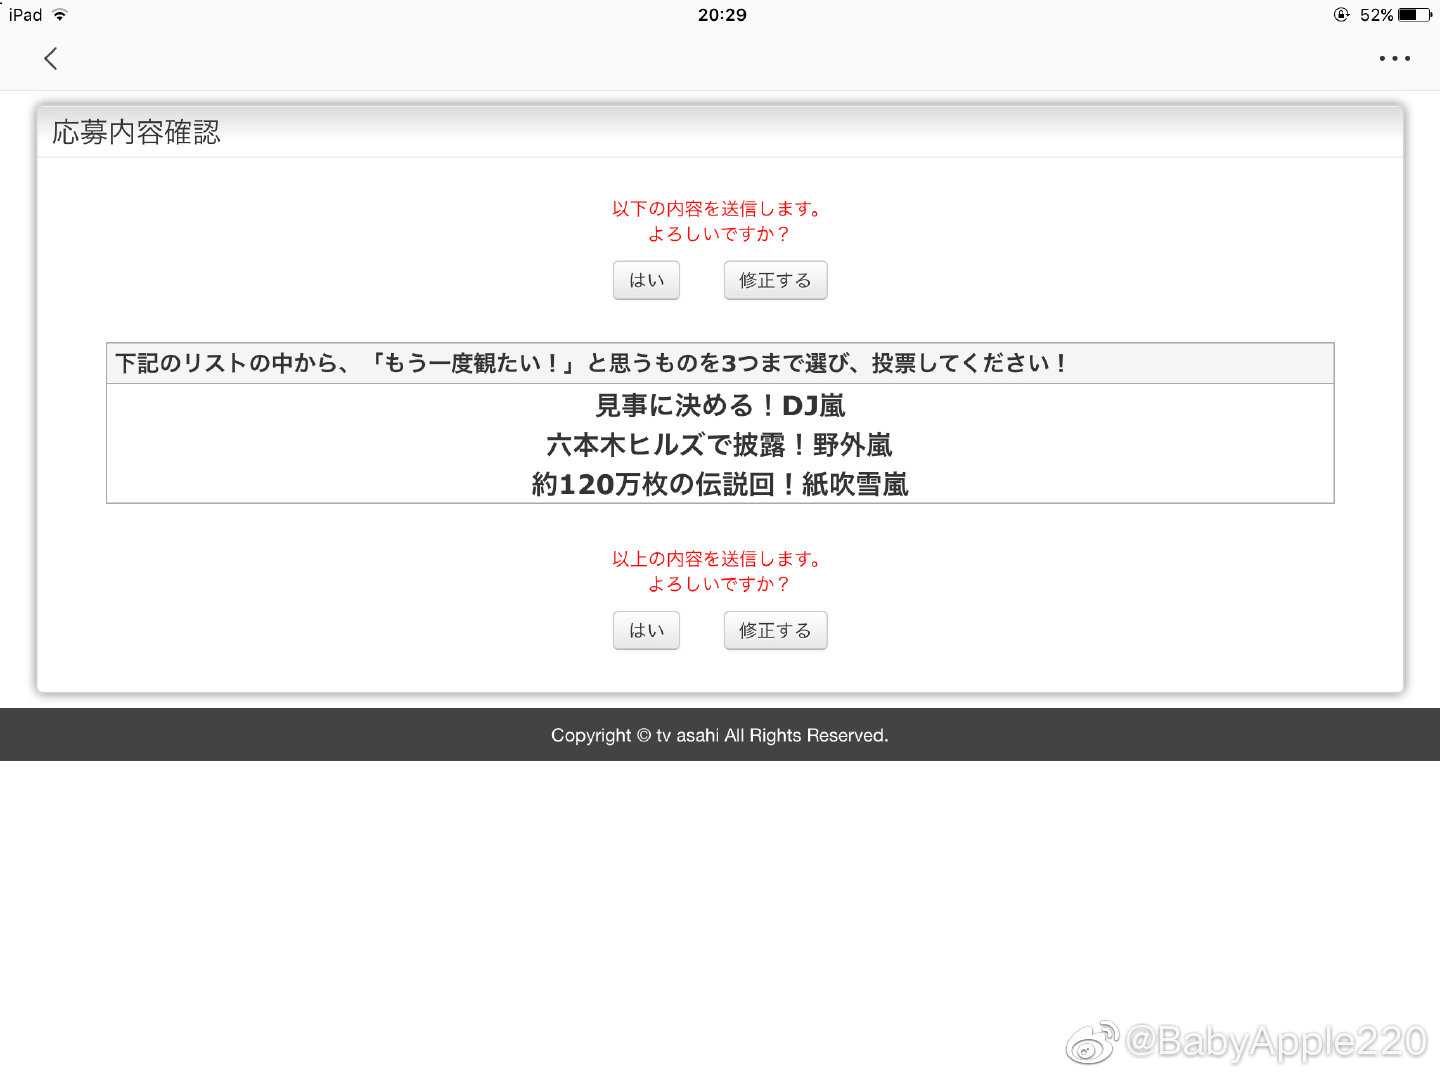 iPad
20:29
52%
応募内容確認
以下の内容を送信します。
よろしいですか？
はい
修正する
下記のリストの中から、「もう一度観たい！」と思うものを3つまで選び、投票してください！
見事に決める！DJ嵐
六本木ヒルズで披露！野外嵐
約120万枚の伝説回！紙吹雪嵐
以上の内容を送信します。
よろしいですか？
はい
修正する
Copyright © tv asahi All Rights Reserved.
@BabyApple220